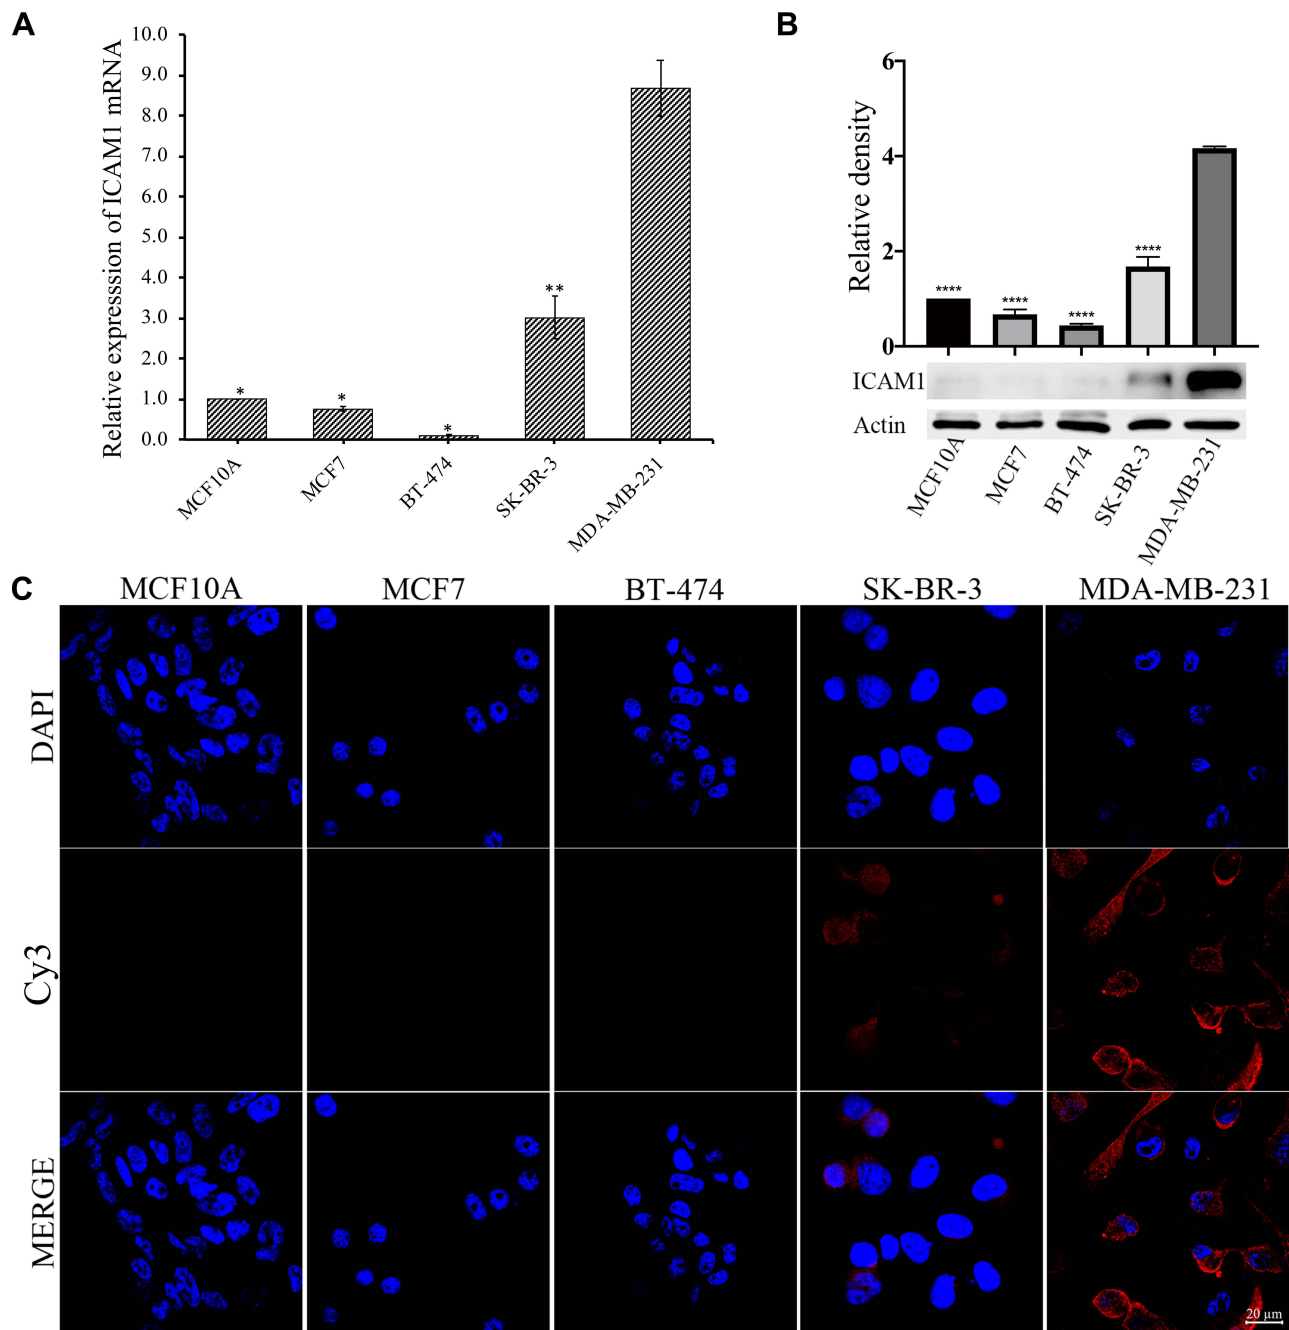 A
Relative expresssion of ICAM1 mRNA
10.0
9.0
8.0
7.0
6.0
5.0
4.0
3.0
2.0
1.0
0.0
*
*
*
**
MCF10A
MCF7
BT-474
SK-BR-3
MDA-MB-231
B
Relative density
6
4
2
0
****
****
****
****
ICAM1
Actin
MCF10A
MCF7
BT-474
SK-BR-3
MDA-MB-231
C
MCF10A MCF7 BT-474 SK-BR-3 MDA-MB-231
DAPI
Cy3
MERGE
20 µm